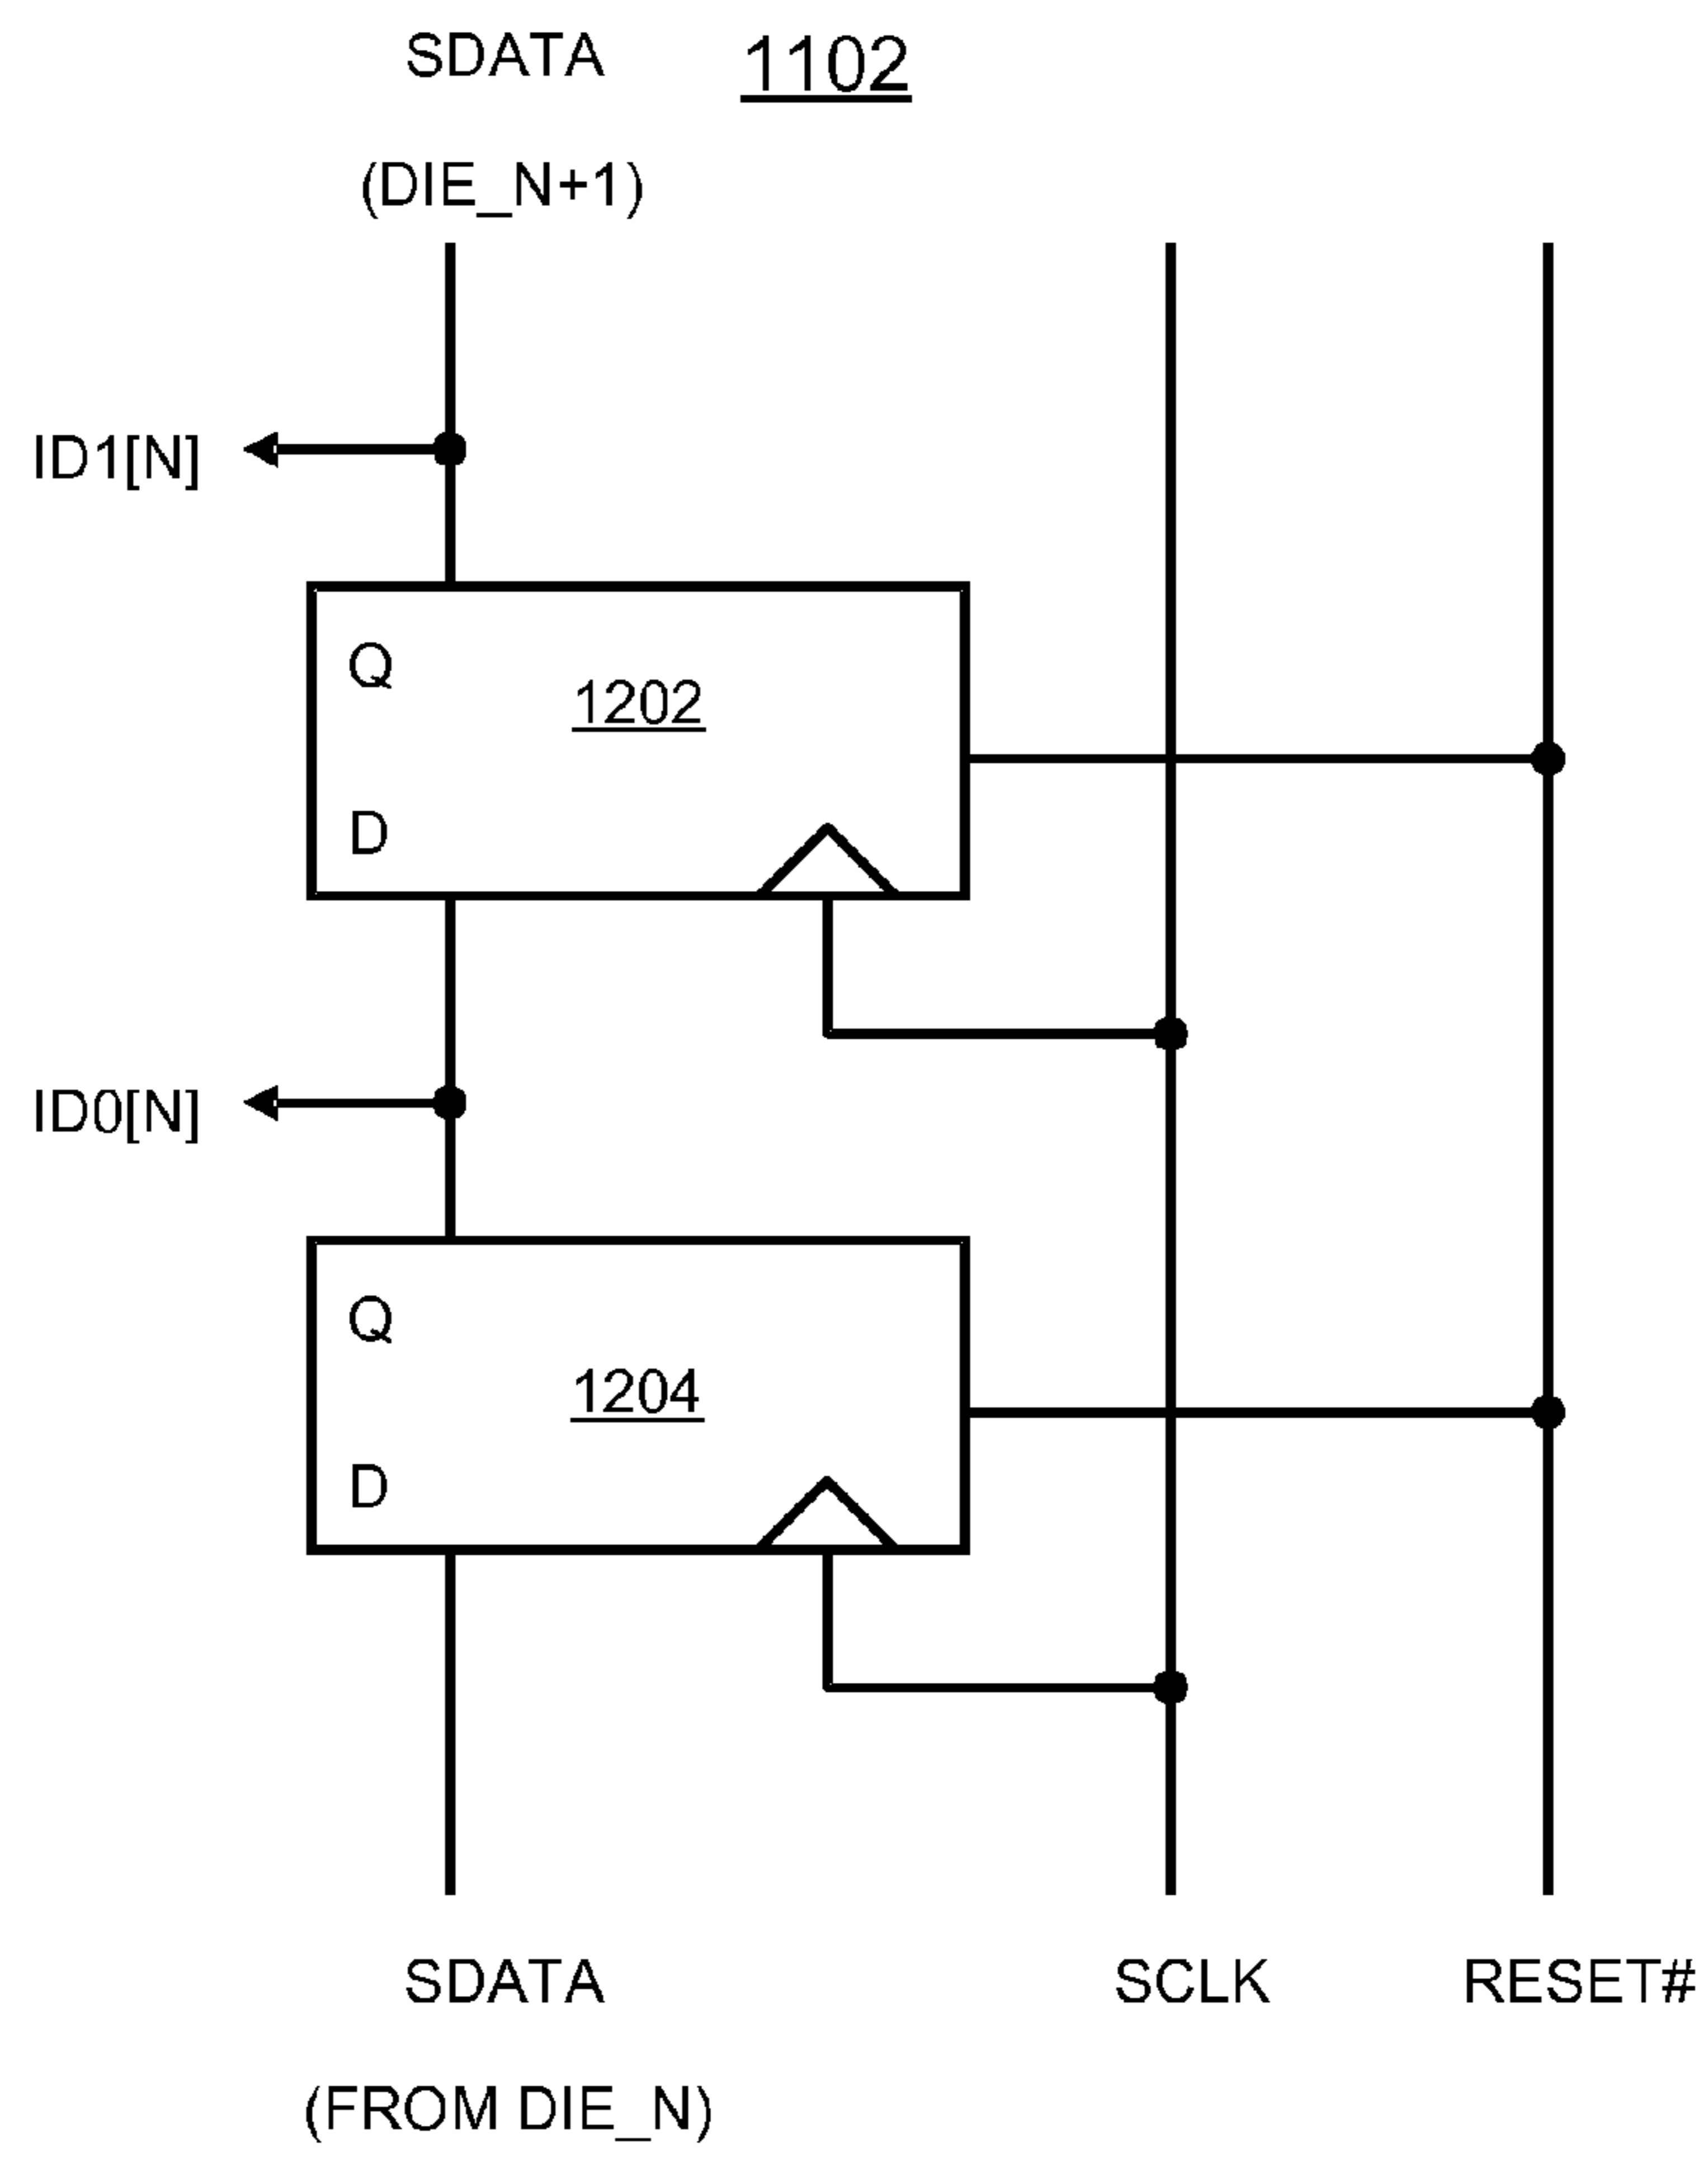 SDATA 1102
(DIE_N+1)
ID1[N]
Q
1202
D
ID0[N]
Q
1204
D
SDATA SCLK RESET#
(FROM DIE_N)